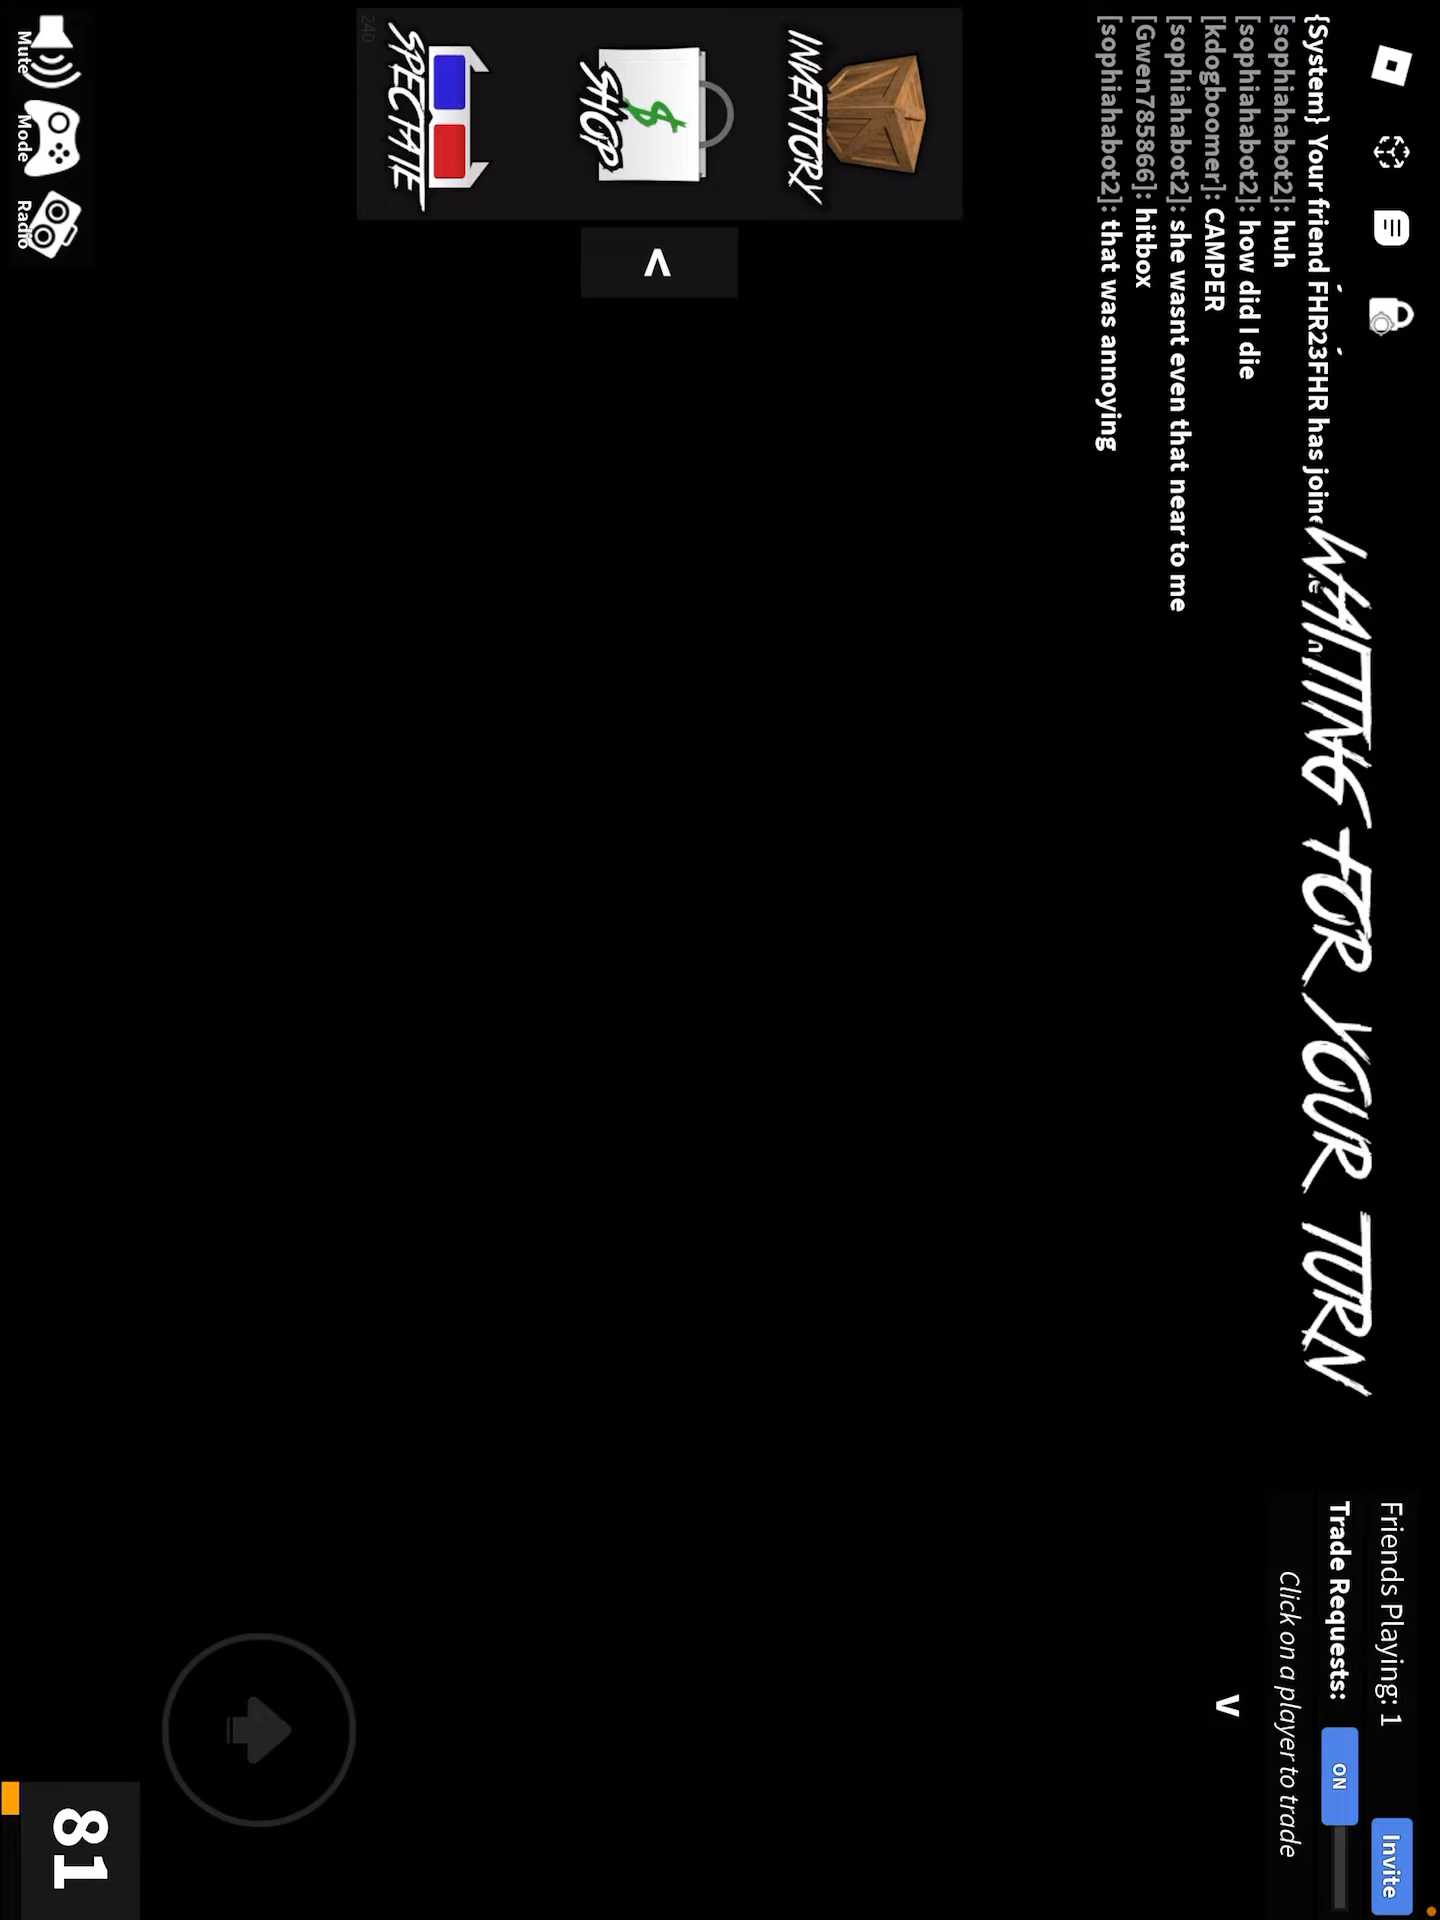 {System} Your friend FHR23FHR has joine
[sophiahabot2]: huh
[sophiahabot2]: how did I die
[kdogboomer]: CAMPER
[sophiahabot2]: she wasnt even that near to me
[Gwen785866]: hitbox
[sophiahabot2]: that was annoying
WAITING FOR YOUR TURN
Friends Playing: 1
Invite
Trade Requests:
ON
Click on a player to trade
V
INVENTORY
SHOP
$
SPECTATE
<
240
Mute
Mode
Radio
81